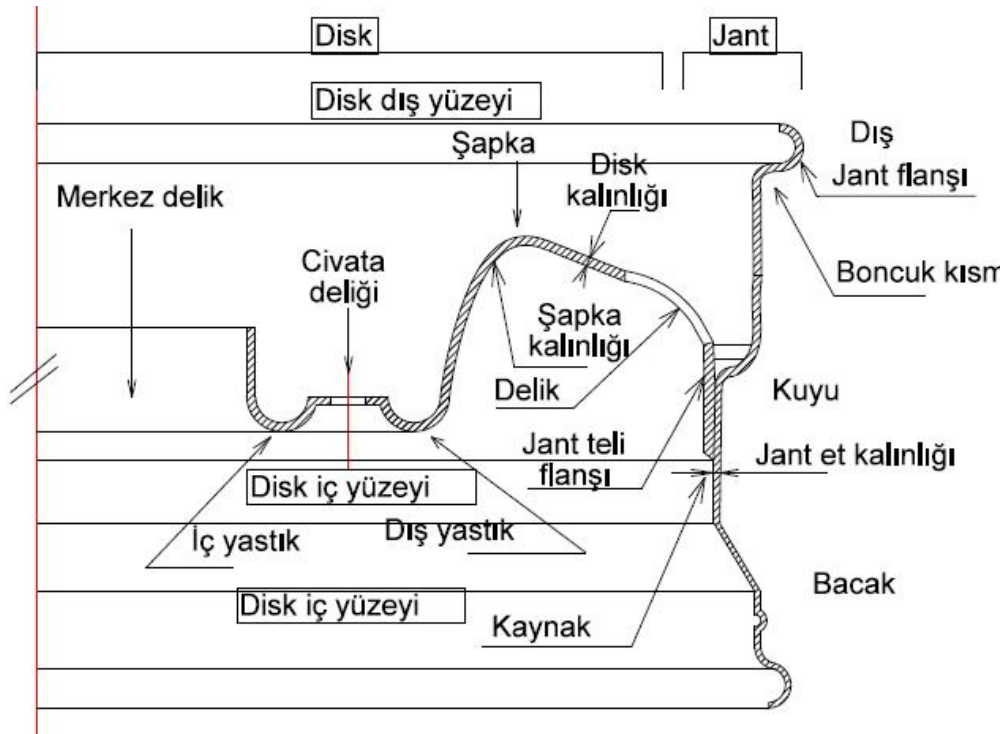 Disk
Jant
Disk dış yüzeyi
Şapka
Dış
Disk
kalınlığı
Jant flanşı
Merkez delik
Civata
deliği
Boncuk kısm
Şapka
kalınlığı
Delik
Kuyu
Jant teli
flanşı
Jant et kalınlığı
Disk iç yüzeyi
İç yastık
Dış yastık
Bacak
Disk iç yüzeyi
Kaynak